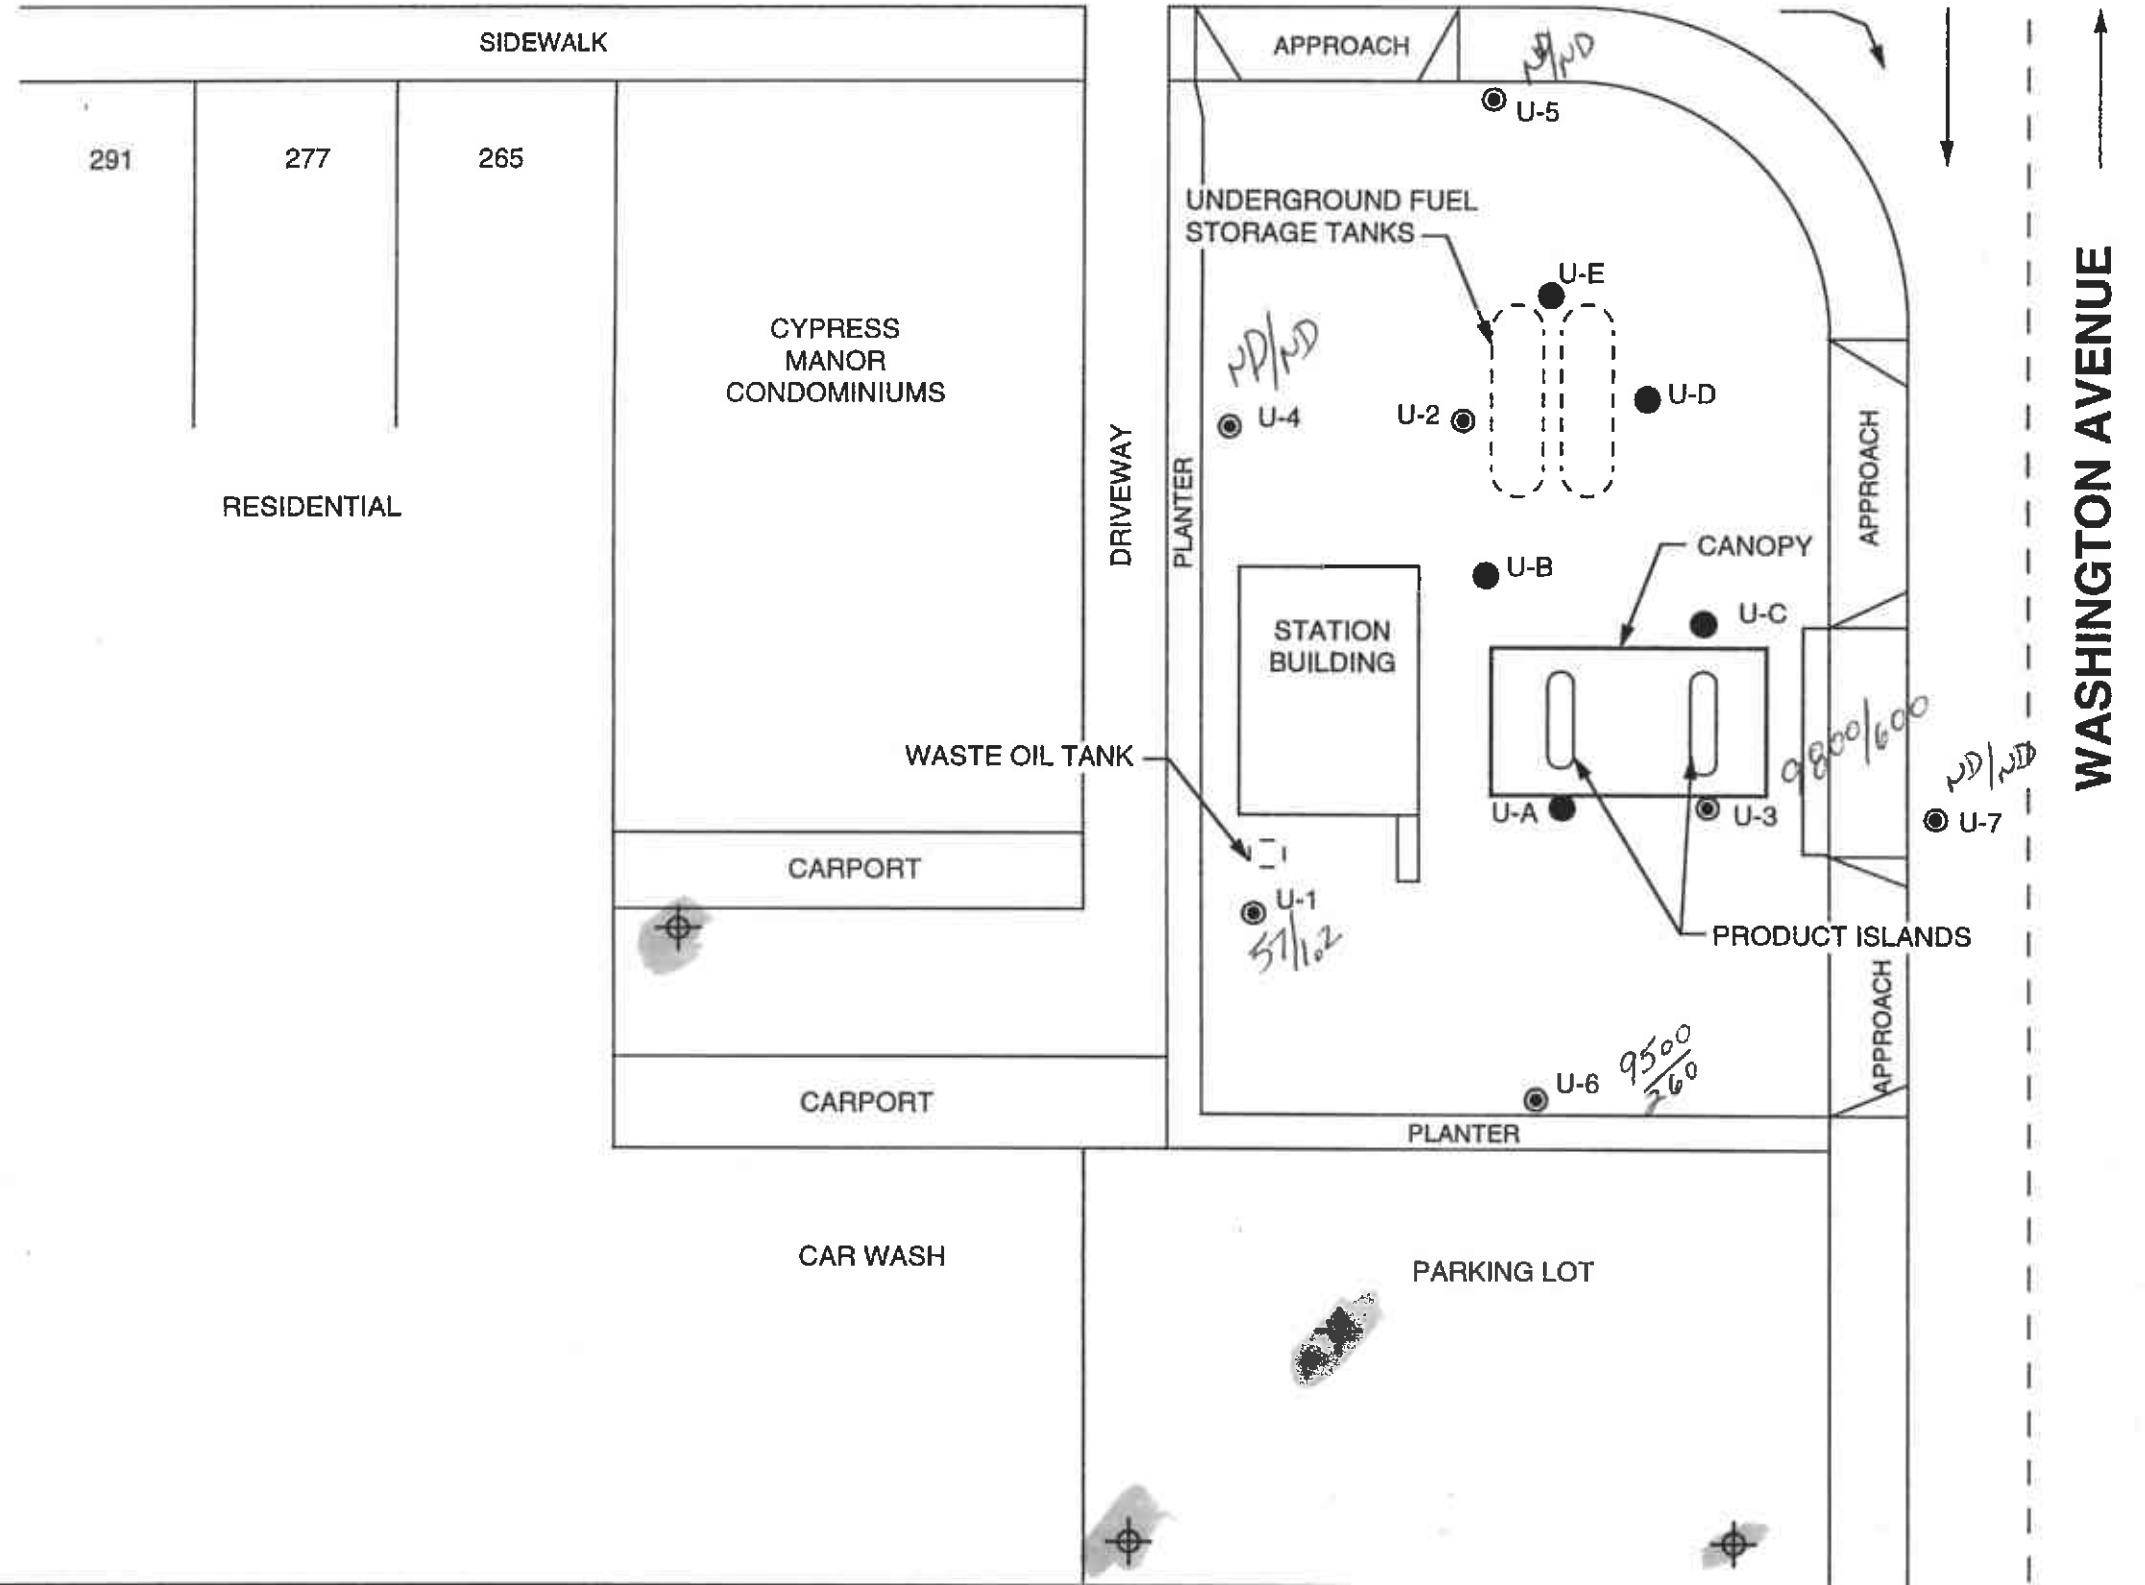 SIDEWALK
APPROACH
ND/ND
U-5
291
277
265
UNDERGROUND FUEL
STORAGE TANKS
U-E
CYPRESS
MANOR
CONDOMINIUMS
ND/ND
U-4
U-2
U-D
DRIVEWAY
PLANTER
APPROACH
WASHINGTON AVENUE
RESIDENTIAL
CANOPY
U-B
U-C
STATION
BUILDING
9800/600
ND/ND
WASTE OIL TANK
U-A
U-3
U-7
CARPORT
U-1
57/1.2
PRODUCT ISLANDS
APPROACH
9500
260
U-6
CARPORT
PLANTER
CAR WASH
PARKING LOT